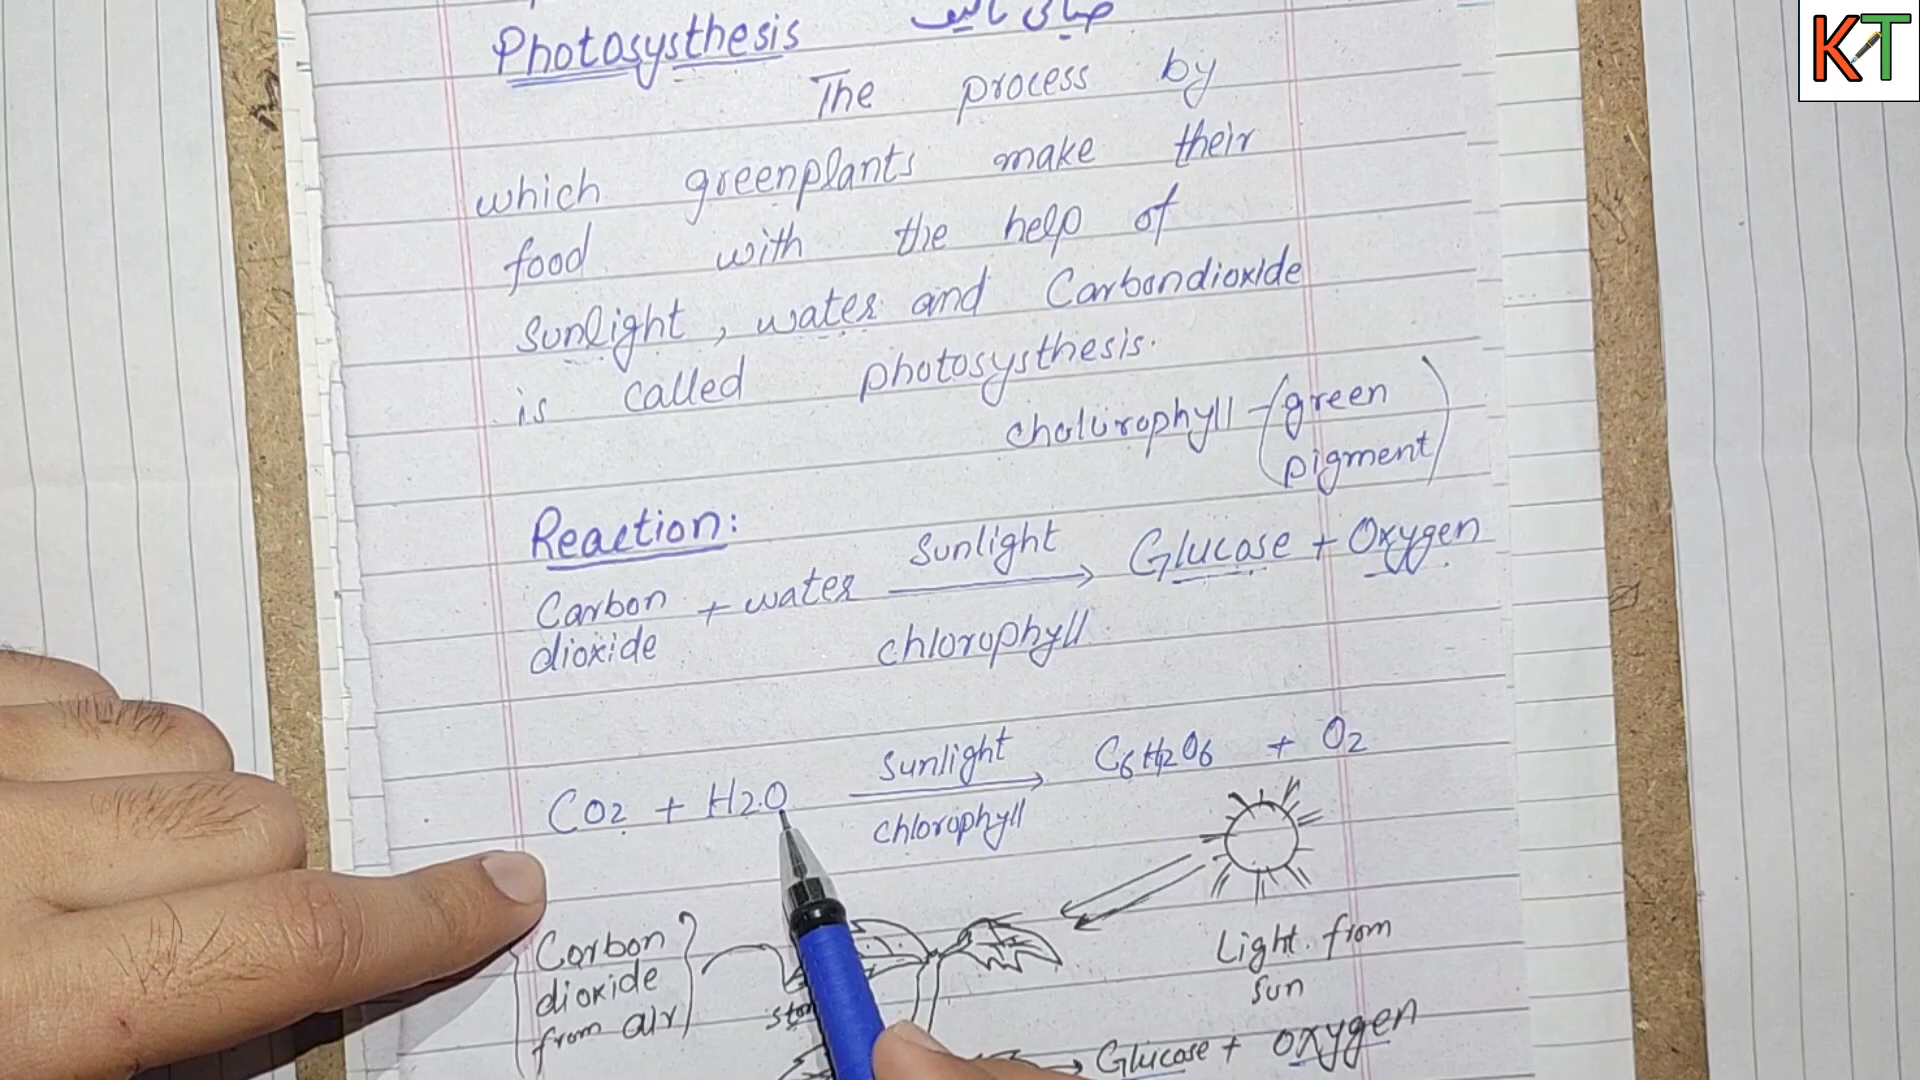 KT
Photosysthesis ضیائی تالیف
The process by
which greenplants make their
food with the help of
Sunlight, water and Carbondioxide
is called photosysthesis.
cholurophyll - (green
pigment)
Reaction:
Carbon dioxide + water Sunlight chlorophyll Glucose + Oxygen
CO2 + H2O Sunlight chlorophyll C6H12O6 + O2
Carbon
dioxide
from air
Light from
Sun
Glucose + oxygen